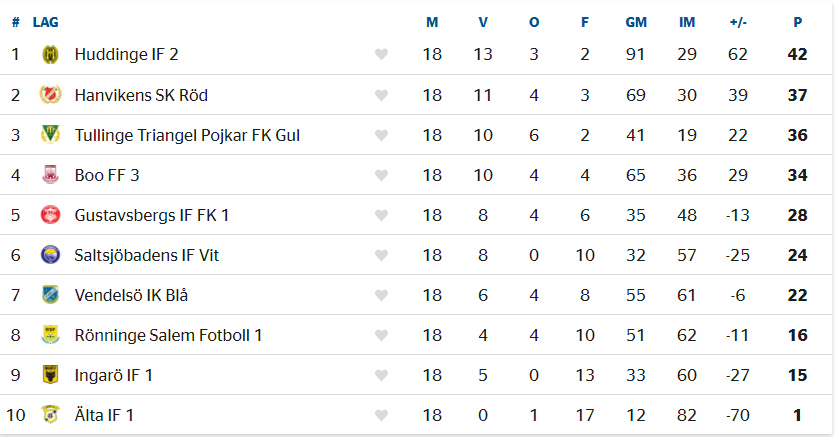 # LAG M V O F GM IM +/- P
1 Huddinge IF 2 18 13 3 2 91 29 62 42
2 Hanvikens SK Röd 18 11 4 3 69 30 39 37
3 Tullinge Triangel Pojkar FK Gul 18 10 6 2 41 19 22 36
4 Boo FF 3 18 10 4 4 65 36 29 34
5 Gustavsbergs IF FK 1 18 8 4 6 35 48 -13 28
6 Saltsjöbadens IF Vit 18 8 0 10 32 57 -25 24
7 Vendelsö IK Blå 18 6 4 8 55 61 -6 22
8 Rönninge Salem Fotboll 1 18 4 4 10 51 62 -11 16
9 Ingarö IF 1 18 5 0 13 33 60 -27 15
10 Älta IF 1 18 0 1 17 12 82 -70 1